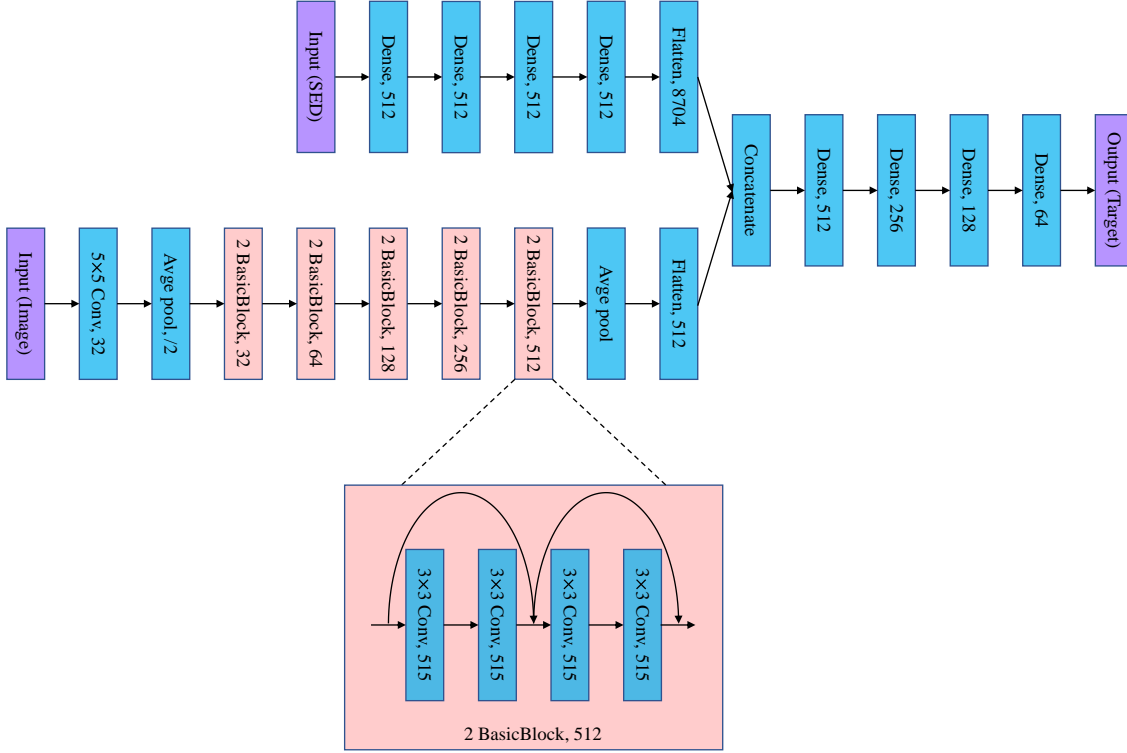 Input (SED)
Dense, 512
Dense, 512
Dense, 512
Dense, 512
Flatten, 8704
Concatenate
Dense, 512
Dense, 256
Dense, 128
Dense, 64
Output (Target)
Input (Image)
5×5 Conv, 32
Avge pool, /2
2 BasicBlock, 32
2 BasicBlock, 64
2 BasicBlock, 128
2 BasicBlock, 256
2 BasicBlock, 512
Avge pool
Flatten, 512
3×3 Conv, 515
3×3 Conv, 515
3×3 Conv, 515
3×3 Conv, 515
2 BasicBlock, 512